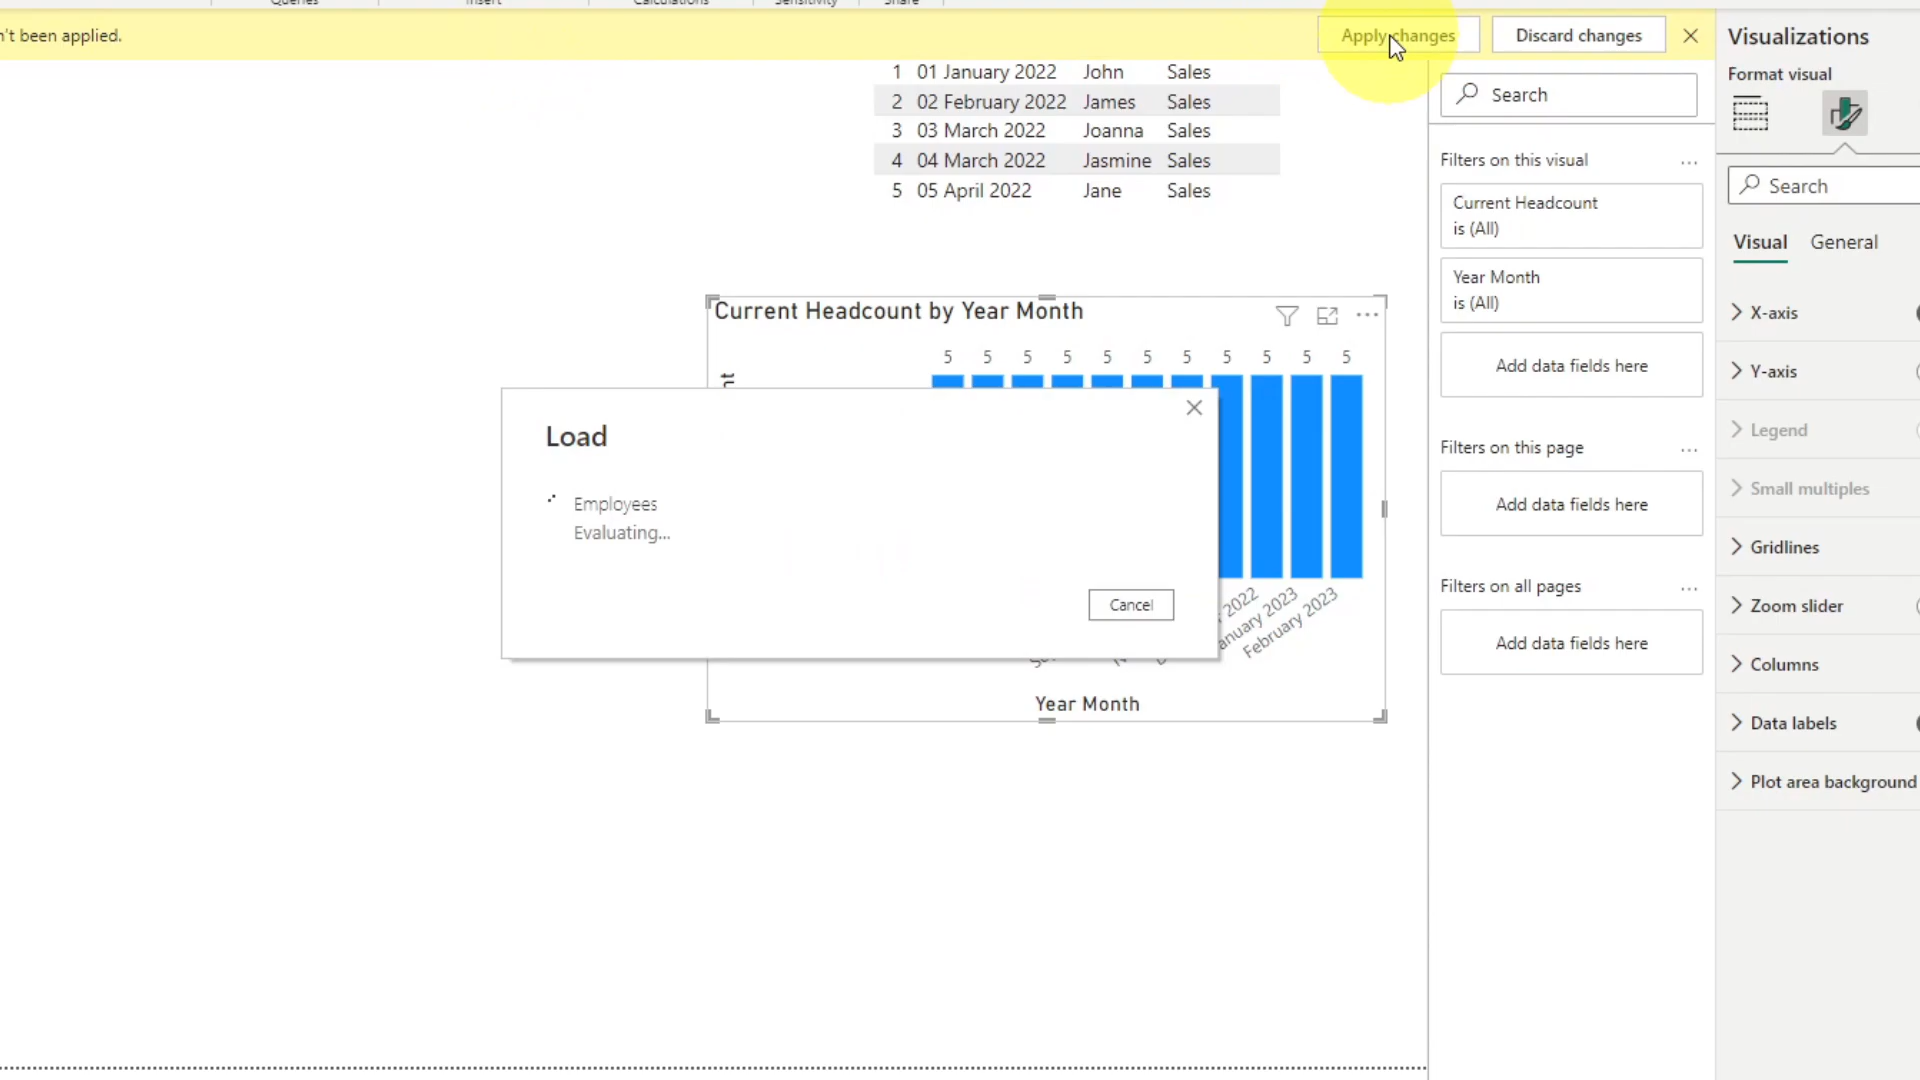 Queries Insert Calculations Sensitivity Share
n't been applied.
Apply changes
Discard changes
1 01 January 2022 John Sales
2 02 February 2022 James Sales
3 03 March 2022 Joanna Sales
4 04 March 2022 Jasmine Sales
5 05 April 2022 Jane Sales
Current Headcount by Year Month
5 5 5 5 5 5 5 5 5 5 5
Load
Employees
Evaluating...
Cancel
2022
anuary 2023
February 2023
Year Month
Search
Filters on this visual
...
Current Headcount
is (All)
Year Month
is (All)
Add data fields here
Filters on this page
...
Add data fields here
Filters on all pages
...
Add data fields here
Visualizations
Format visual
Search
Visual General
X-axis
Y-axis
Legend
Small multiples
Gridlines
Zoom slider
Columns
Data labels
Plot area background